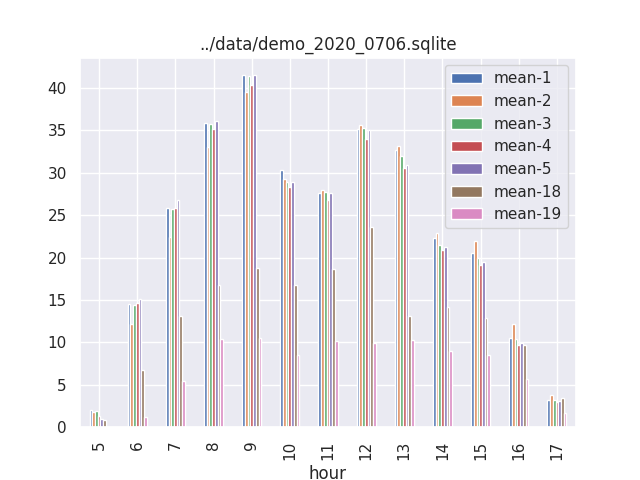 ../data/demo_2020_0706.sqlite
mean-1
mean-2
mean-3
mean-4
mean-5
mean-18
mean-19
40
35
30
25
20
15
10
5
0
5 6 7 8 9 10 11 12 13 14 15 16 17
hour